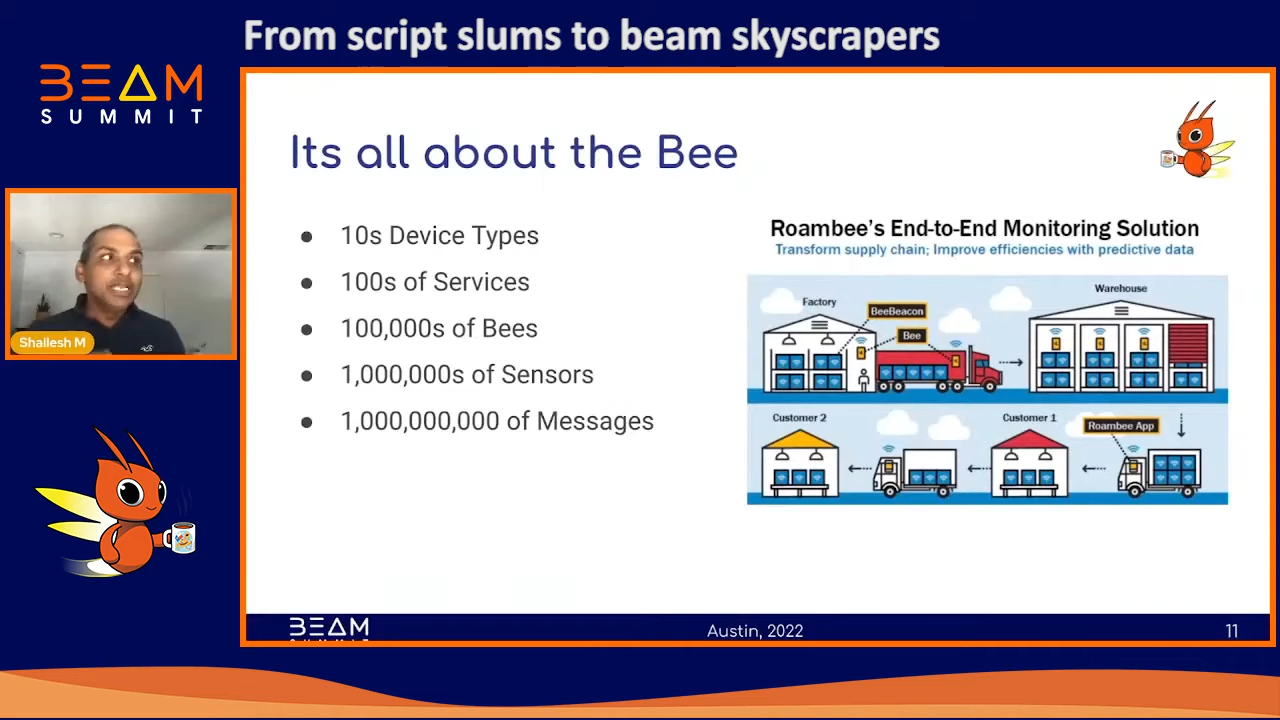 From script slums to beam skyscrapers
BEAM
SUMMIT
Its all about the Bee
● 10s Device Types
● 100s of Services
● 100,000s of Bees
● 1,000,000s of Sensors
● 1,000,000,000 of Messages
Roambee's End-to-End Monitoring Solution
Transform supply chain; Improve efficiencies with predictive data
Factory
BeeBeacon
Bee
Warehouse
Customer 2
Customer 1
Roambee App
Shailesh M
BEAM
Austin, 2022
11